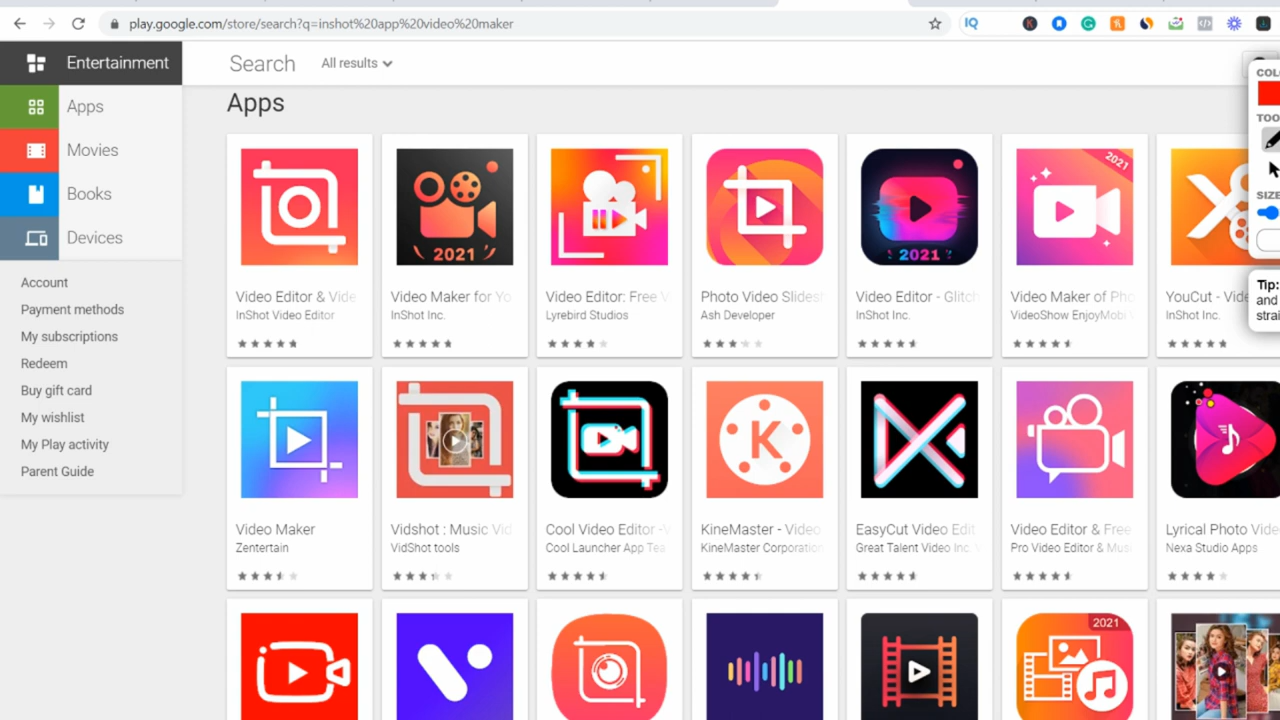 play.google.com/store/search?q=inshot%20app%20video%20maker
IQ
Entertainment
Search
All results
Apps
Movies
Books
Devices
Account
Payment methods
My subscriptions
Redeem
Buy gift card
My wishlist
My Play activity
Parent Guide
Apps
2021
2021
2021
Video Editor & Vide
Video Maker for Yo
Video Editor: Free V
Photo Video Slides
Video Editor - Glitch
Video Maker of Pho
YouCut - Vide
InShot Video Editor
InShot Inc.
Lyrebird Studios
Ash Developer
InShot Inc.
VideoShow EnjoyMobi
InShot Inc.
K
Video Maker
Vidshot : Music Vid
Cool Video Editor -V
KineMaster - Video
EasyCut Video Edit
Video Editor & Free
Lyrical Photo Vide
Zentertain
VidShot tools
Cool Launcher App Tea
KineMaster Corporation
Great Talent Video Inc.
Pro Video Editor & Musi
Nexa Studio Apps
2021
COLO
TOO
SIZE
Tip:
and
strai